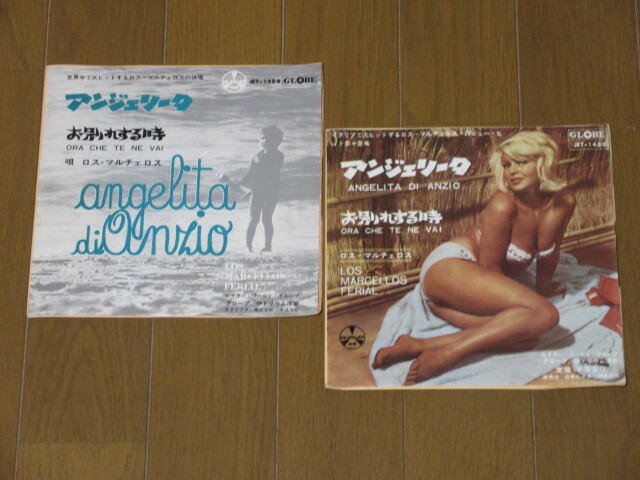 世界中で大ヒットするロス・マルチェロスの快唱
JET-1488 GLOBE
アンジェリータ
お別れする時
ORA CHE TE NE VAI
唄 ロス・マルチェロス
angelita
di Anzio
LOS
MARCELLOS
FERIAL
GLOBE
JET-1488
アンジェリータ
ANGELITA DI ANZIO
お別れする時
ORA CHE TE NE VAI
ロス・マルチェロス
LOS
MARCELLOS
FERIAL